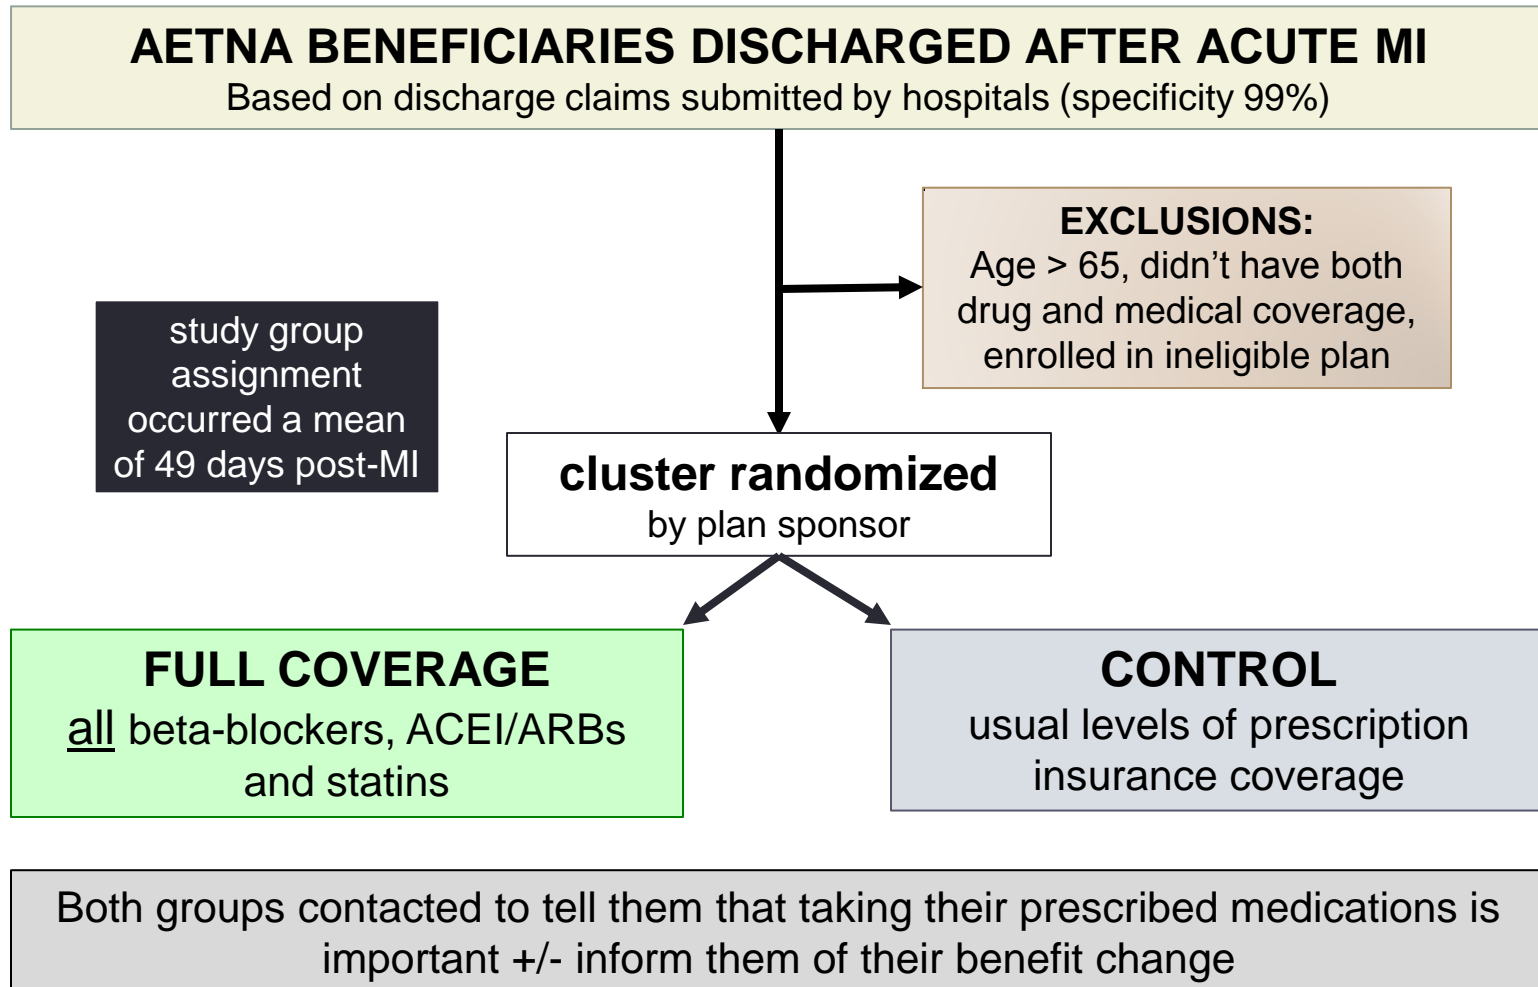 AETNA BENEFICIARIES DISCHARGED AFTER ACUTE MI
Based on discharge claims submitted by hospitals (specificity 99%)
EXCLUSIONS:
Age > 65, didn’t have both
drug and medical coverage,
enrolled in ineligible plan
study group
assignment
occurred a mean
of 49 days post-MI
cluster randomized
by plan sponsor
FULL COVERAGE
all beta-blockers, ACEI/ARBs
and statins
CONTROL
usual levels of prescription
insurance coverage
Both groups contacted to tell them that taking their prescribed medications is
important +/- inform them of their benefit change